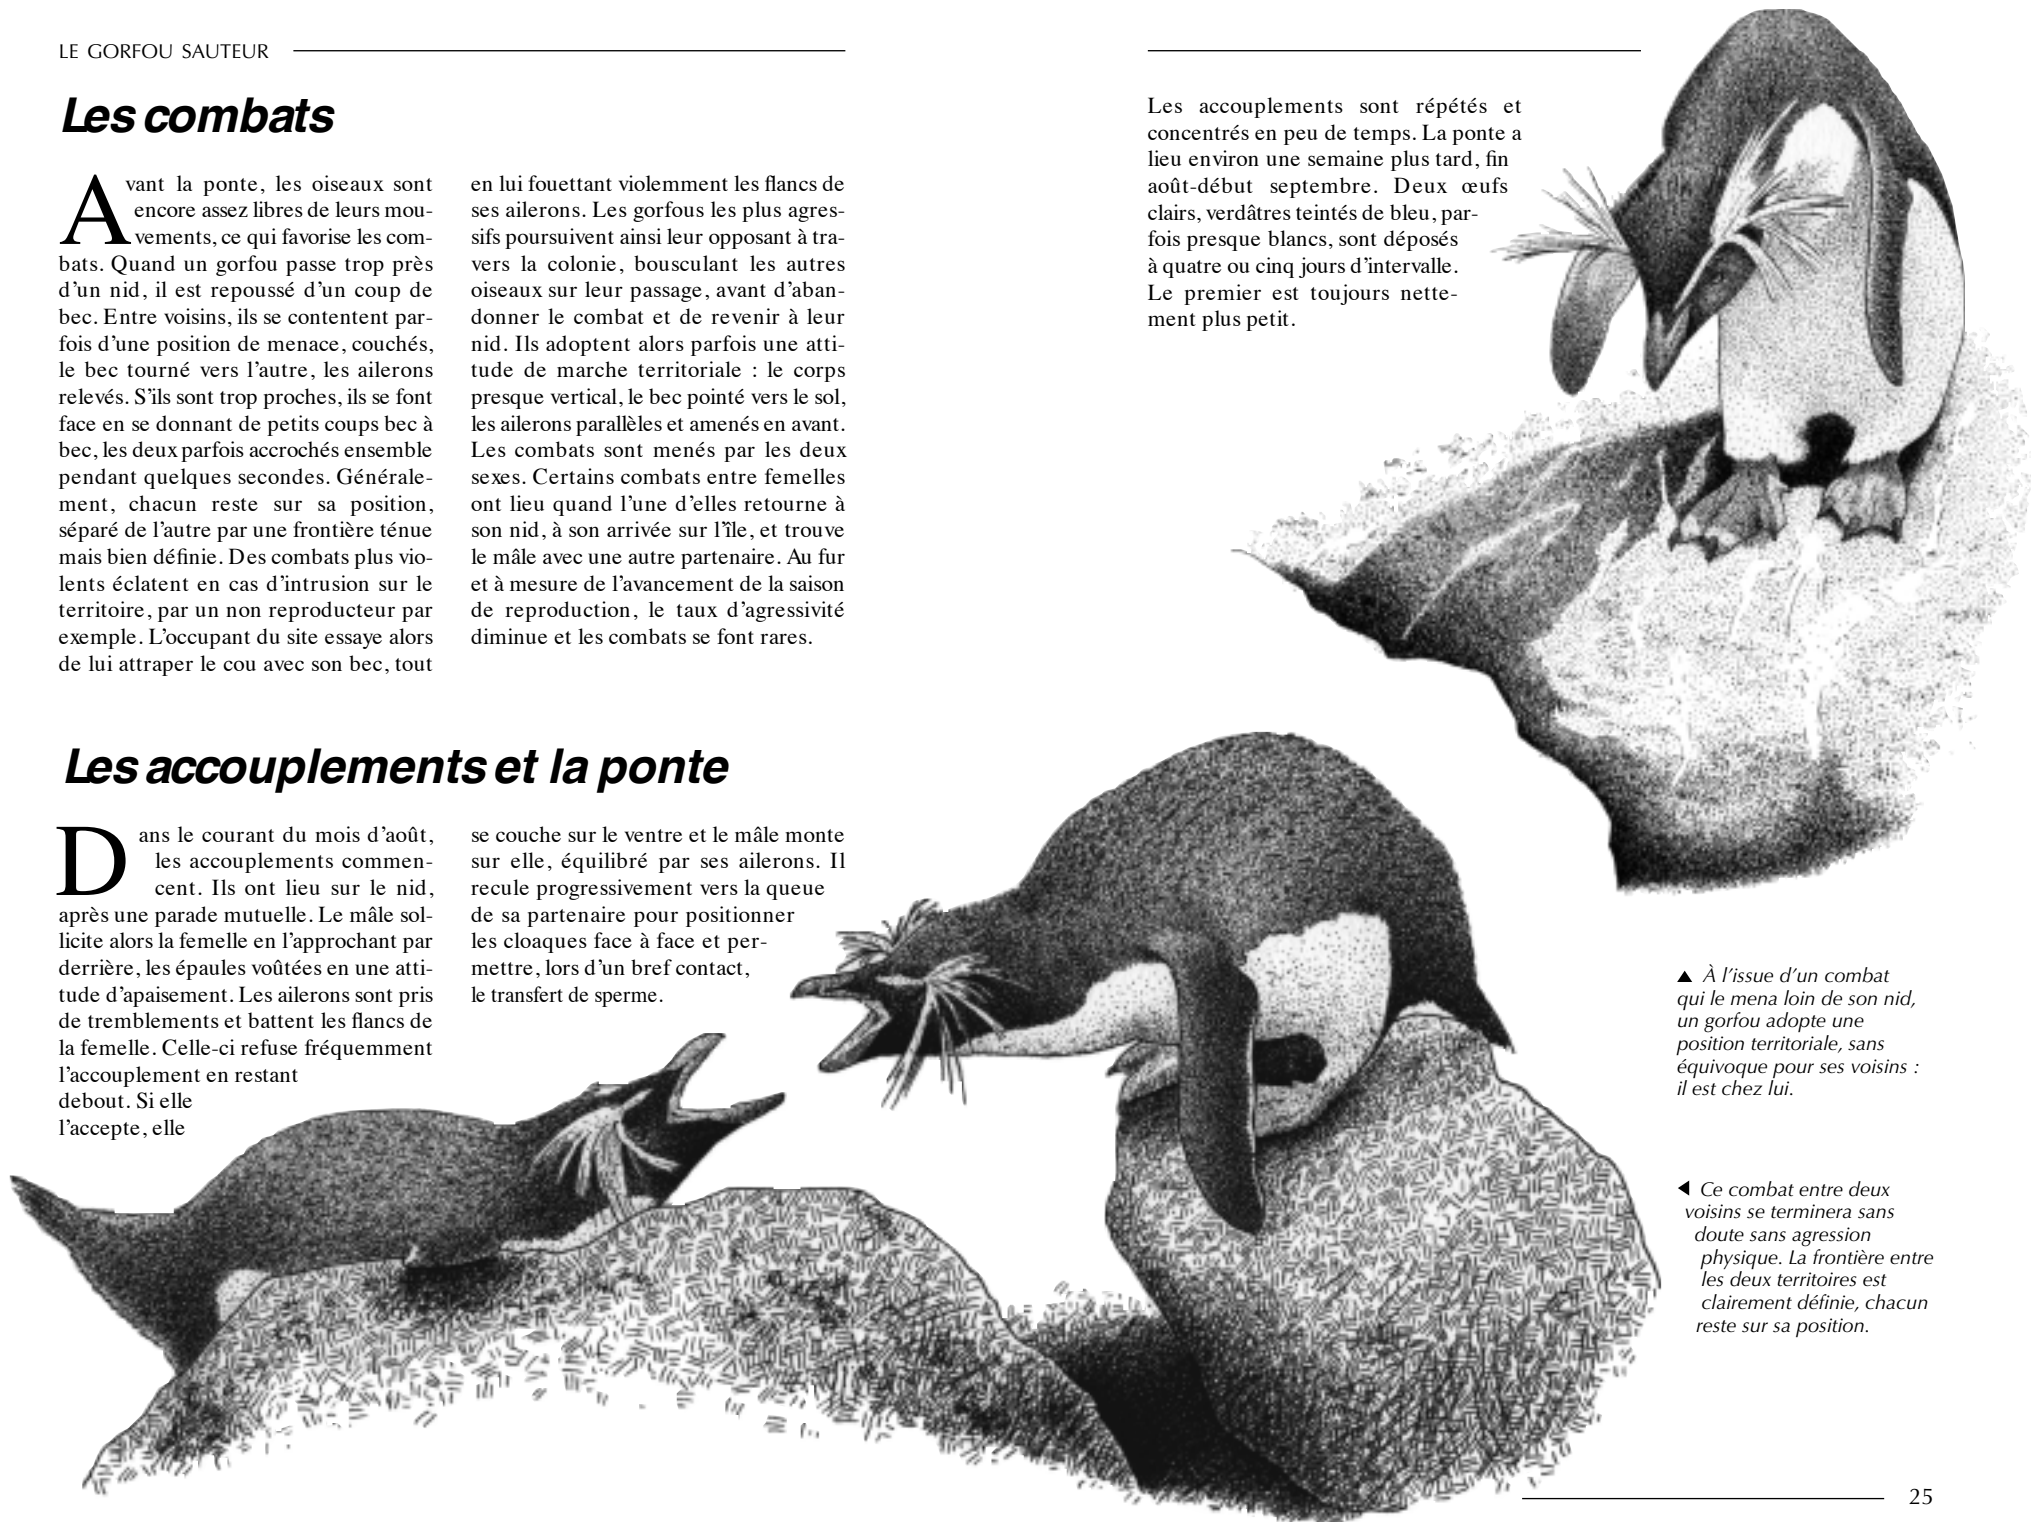 LE GORFOU SAUTEUR
Les combats
Avant la ponte, les oiseaux sont
encore assez libres de leurs mou-
vements, ce qui favorise les com-
bats. Quand un gorfou passe trop près
d’un nid, il est repoussé d’un coup de
bec. Entre voisins, ils se contentent par-
fois d’une position de menace, couchés,
le bec tourné vers l’autre, les ailerons
relevés. S’ils sont trop proches, ils se font
face en se donnant de petits coups bec à
bec, les deux parfois accrochés ensemble
pendant quelques secondes. Générale-
ment, chacun reste sur sa position,
séparé de l’autre par une frontière ténue
mais bien définie. Des combats plus vio-
lents éclatent en cas d’intrusion sur le
territoire, par un non reproducteur par
exemple. L’occupant du site essaye alors
de lui attraper le cou avec son bec, tout
en lui fouettant violemment les flancs de
ses ailerons. Les gorfous les plus agres-
sifs poursuivent ainsi leur opposant à tra-
vers la colonie, bousculant les autres
oiseaux sur leur passage, avant d’aban-
donner le combat et de revenir à leur
nid. Ils adoptent alors parfois une atti-
tude de marche territoriale : le corps
presque vertical, le bec pointé vers le sol,
les ailerons parallèles et amenés en avant.
Les combats sont menés par les deux
sexes. Certains combats entre femelles
ont lieu quand l’une d’elles retourne à
son nid, à son arrivée sur l’île, et trouve
le mâle avec une autre partenaire. Au fur
et à mesure de l’avancement de la saison
de reproduction, le taux d’agressivité
diminue et les combats se font rares.
Les accouplements et la ponte
Dans le courant du mois d’août,
les accouplements commen-
cent. Ils ont lieu sur le nid,
après une parade mutuelle. Le mâle sol-
licite alors la femelle en l’approchant par
derrière, les épaules voûtées en une atti-
tude d’apaisement. Les ailerons sont pris
de tremblements et battent les flancs de
la femelle. Celle-ci refuse fréquemment
l’accouplement en restant
debout. Si elle
l’accepte, elle
se couche sur le ventre et le mâle monte
sur elle, équilibré par ses ailerons. Il
recule progressivement vers la queue
de sa partenaire pour positionner
les cloaques face à face et per-
mettre, lors d’un bref contact,
le transfert de sperme.
Les accouplements sont répétés et
concentrés en peu de temps. La ponte a
lieu environ une semaine plus tard, fin
août-début septembre. Deux œufs
clairs, verdâtres teintés de bleu, par-
fois presque blancs, sont déposés
à quatre ou cinq jours d’intervalle.
Le premier est toujours nette-
ment plus petit.
▲ À l’issue d’un combat
qui le mena loin de son nid,
un gorfou adopte une
position territoriale, sans
équivoque pour ses voisins :
il est chez lui.
◀ Ce combat entre deux
voisins se terminera sans
doute sans agression
physique. La frontière entre
les deux territoires est
clairement définie, chacun
reste sur sa position.
25